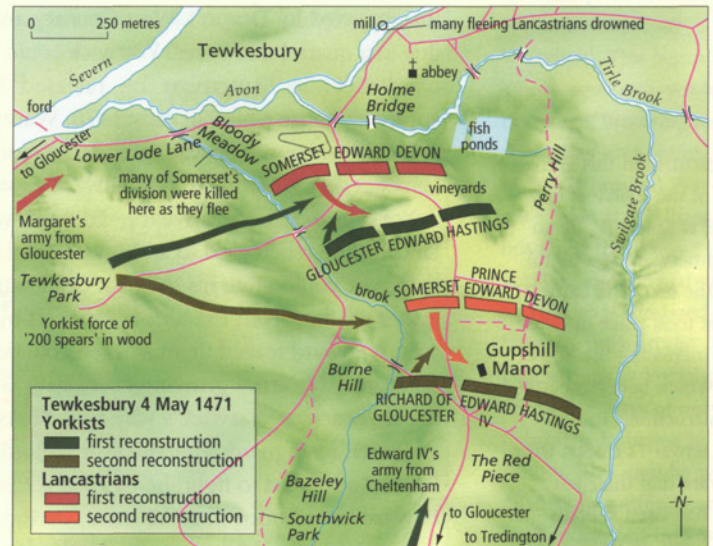 0 250 metres
mill
many fleeing Lancastrians drowned
Tewkesbury
abbey
Severn
Avon
Holme
Bridge
Tirle Brook
ford
to Gloucester
Lower Lode Lane
Bloody
Meadow
fish
ponds
many of Somerset's
division were killed
here as they flee
SOMERSET EDWARD DEVON
vineyards
Perry Hill
Swilgate Brook
Margaret's
army from
Gloucester
GLOUCESTER EDWARD HASTINGS
Tewkesbury
Park
brook
PRINCE
SOMERSET EDWARD DEVON
Yorkist force of
'200 spears' in wood
Gupshill
Manor
Burne
Hill
RICHARD OF
GLOUCESTER
EDWARD
IV
HASTINGS
Tewkesbury 4 May 1471
Yorkists
first reconstruction
second reconstruction
Lancastrians
first reconstruction
second reconstruction
Edward IV's
army from
Cheltenham
The Red
Piece
Bazeley
Hill
Southwick
Park
to Gloucester
to Tredington
N